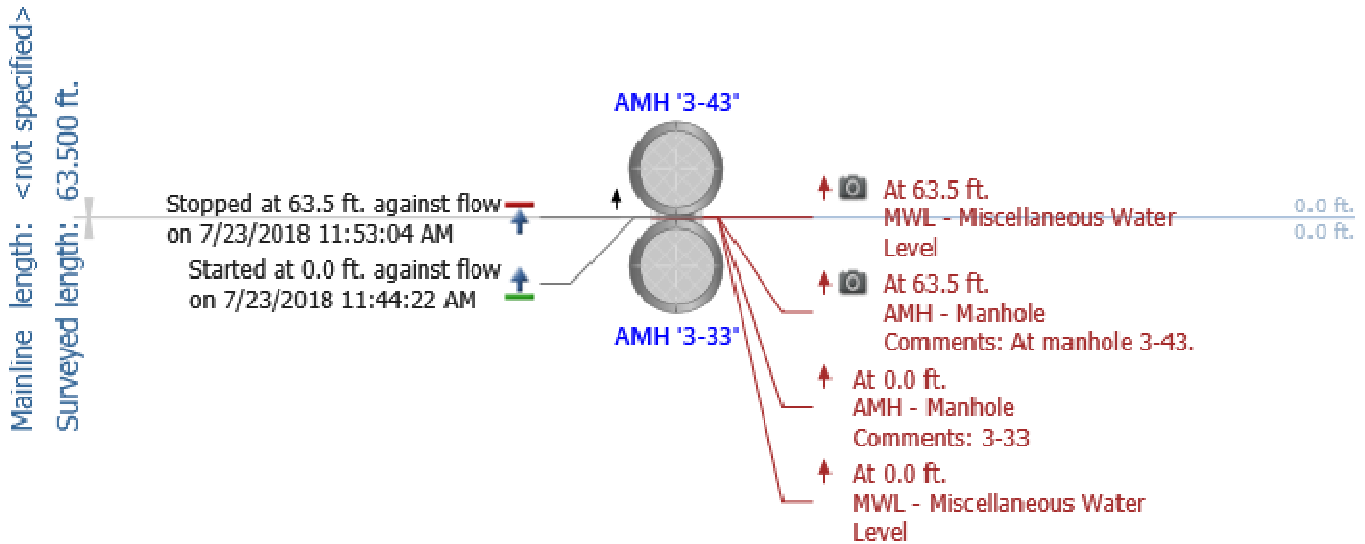 Mainline length: <not specified>
Surveyed length: 63.500 ft.
AMH '3-43'
Stopped at 63.5 ft. against flow
on 7/23/2018 11:53:04 AM
Started at 0.0 ft. against flow
on 7/23/2018 11:44:22 AM
AMH '3-33'
At 63.5 ft.
MWL - Miscellaneous Water
Level
At 63.5 ft.
AMH - Manhole
Comments: At manhole 3-43.
At 0.0 ft.
AMH - Manhole
Comments: 3-33
At 0.0 ft.
MWL - Miscellaneous Water
Level
0.0 ft.
0.0 ft.